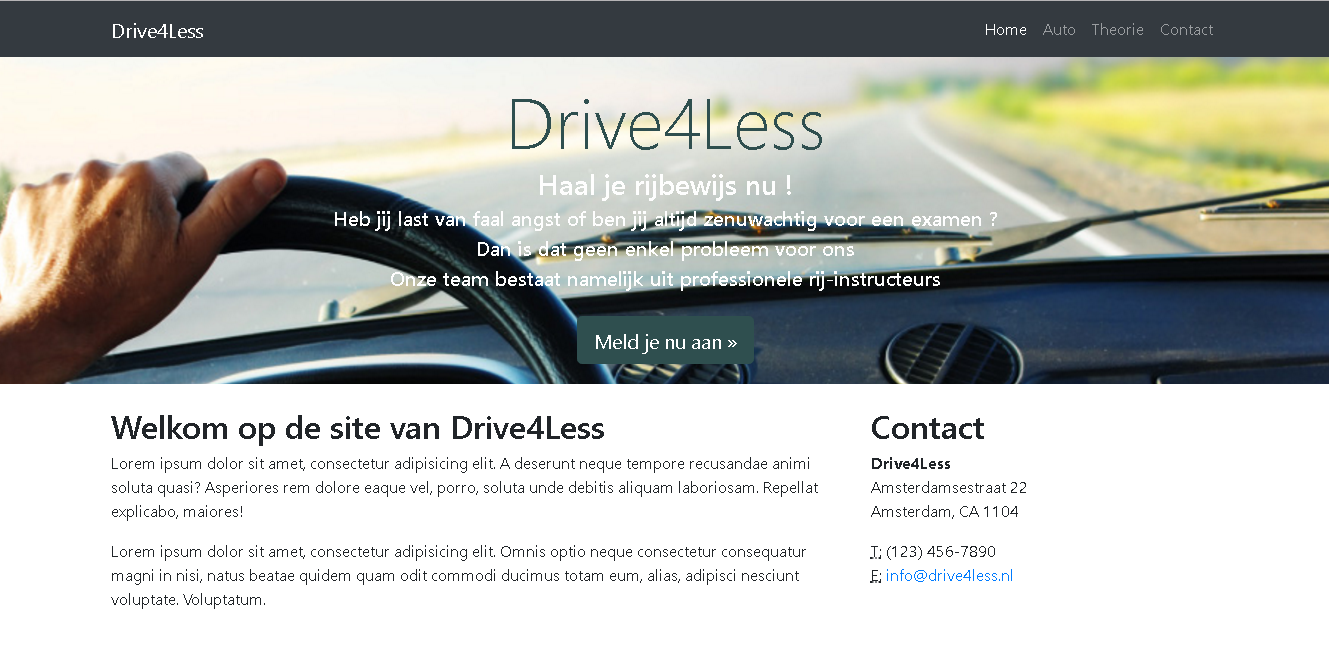 Drive4Less
Home Auto Theorie Contact
Drive4Less
Haal je rijbewijs nu !
Heb jij last van faal angst of ben jij altijd zenuwachtig voor een examen ?
Dan is dat geen enkel probleem voor ons
Onze team bestaat namelijk uit professionele rij-instructeurs
Meld je nu aan »
Welkom op de site van Drive4Less
Lorem ipsum dolor sit amet, consectetur adipisicing elit. A deserunt neque tempore recusandae animi
soluta quasi? Asperiores rem dolore eaque vel, porro, soluta unde debitis aliquam laboriosam. Repellat
explicabo, maiores!
Lorem ipsum dolor sit amet, consectetur adipisicing elit. Omnis optio neque consectetur consequatur
magni in nisi, natus beatae quidem quam odit commodi ducimus totam eum, alias, adipisci nesciunt
voluptate. Voluptatum.
Contact
Drive4Less
Amsterdamsestraat 22
Amsterdam, CA 1104
T: (123) 456-7890
E: info@drive4less.nl